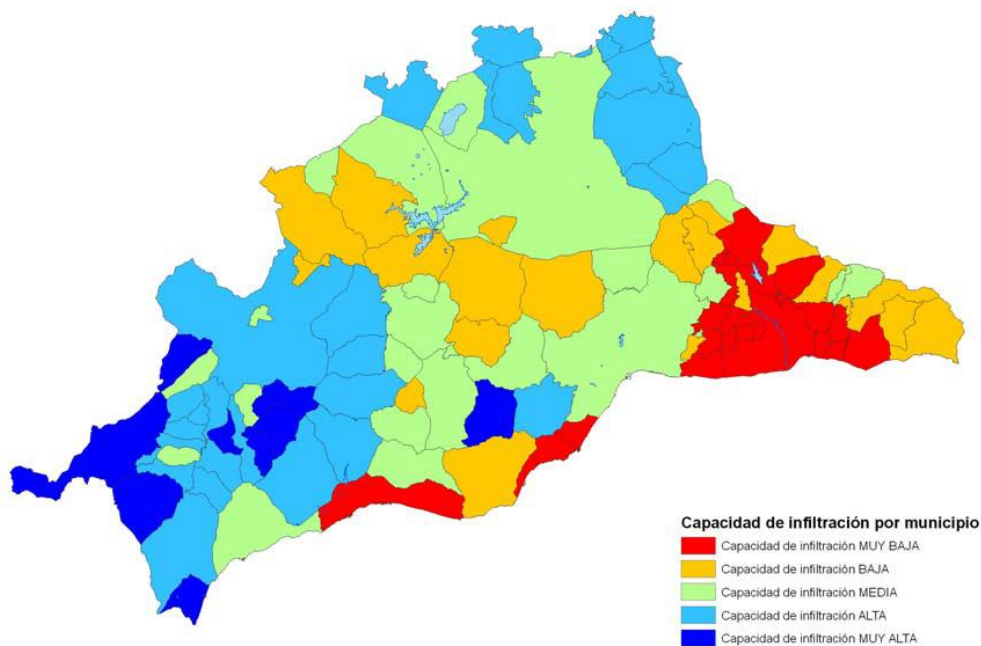 Capacidad de infiltración por municipio
Capacidad de infiltración MUY BAJA
Capacidad de infiltración BAJA
Capacidad de infiltración MEDIA
Capacidad de infiltración ALTA
Capacidad de infiltración MUY ALTA